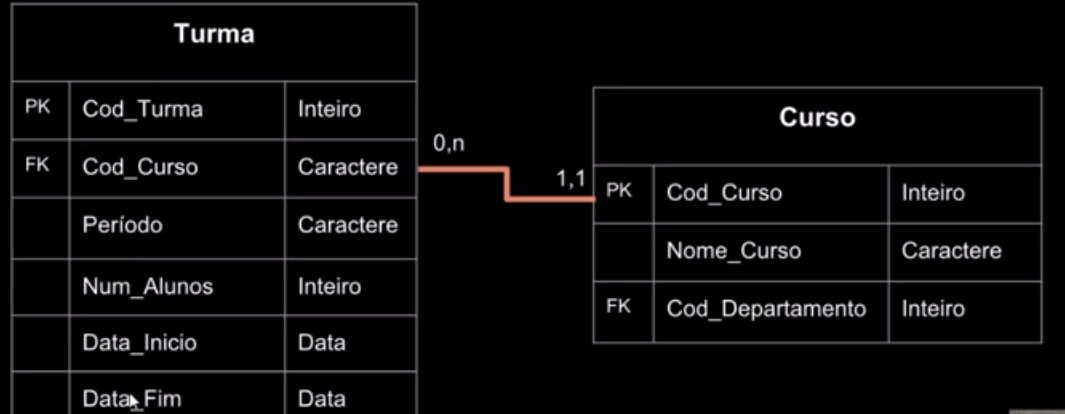 Turma
PK Cod_Turma Inteiro
FK Cod_Curso Caractere
Período Caractere
Num_Alunos Inteiro
Data_Inicio Data
Data_Fim Data
0,n
1,1
Curso
PK Cod_Curso Inteiro
Nome_Curso Caractere
FK Cod_Departamento Inteiro